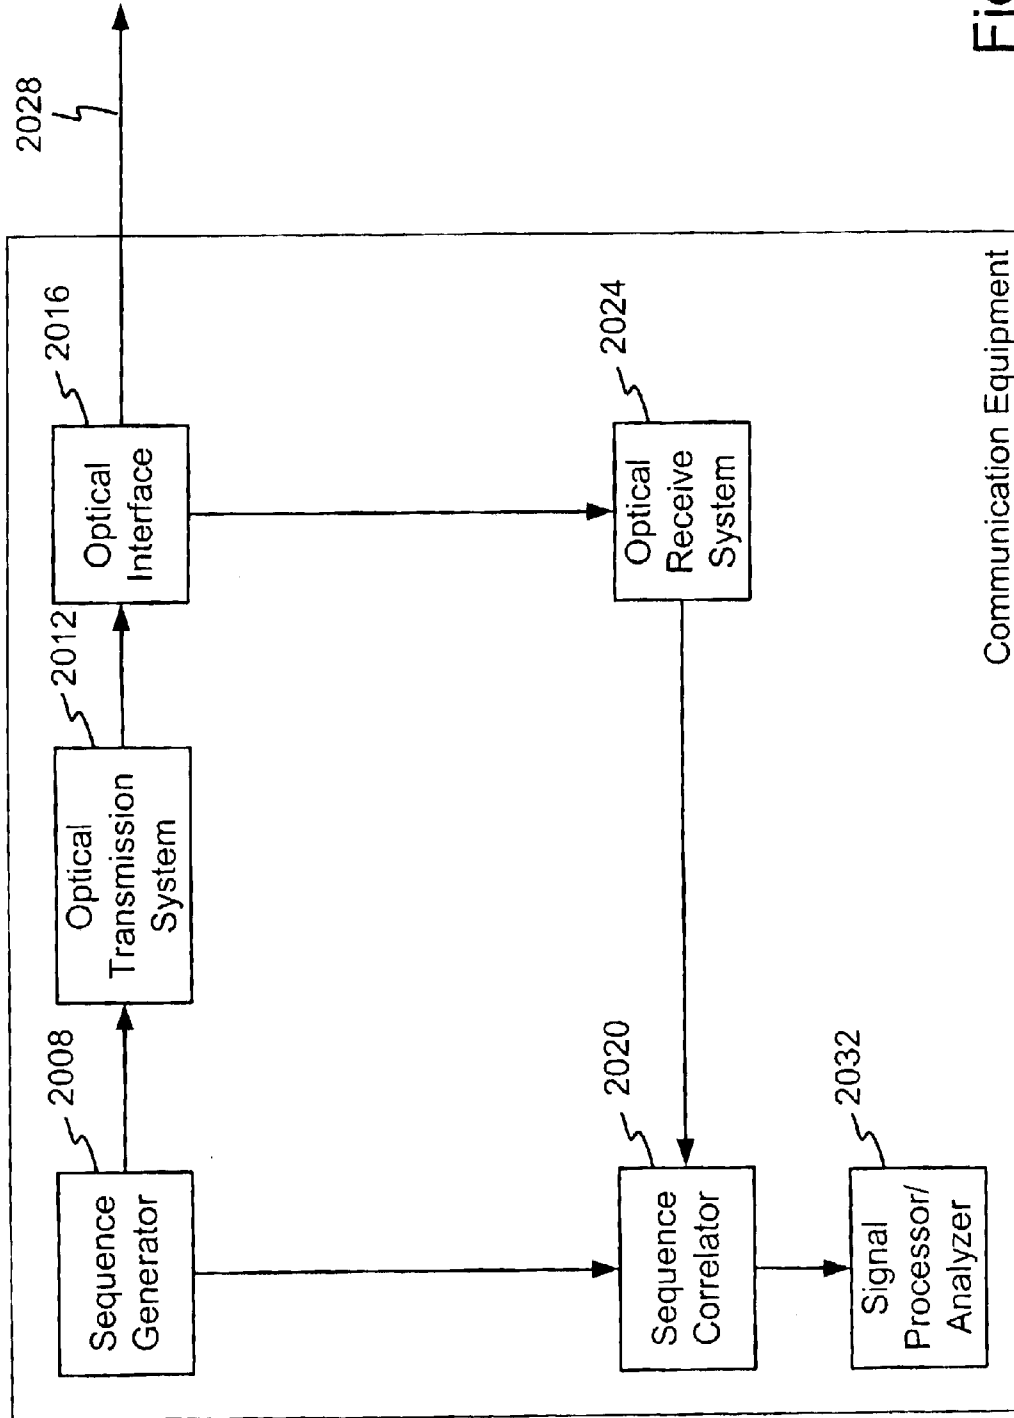 2008
Sequence
Generator
Optical
Transmission
System
2012
Optical
Interface
2016
2028
Sequence
Correlator
2020
Optical
Receive
System
2024
Signal
Processor/
Analyzer
2032
Communication Equipment